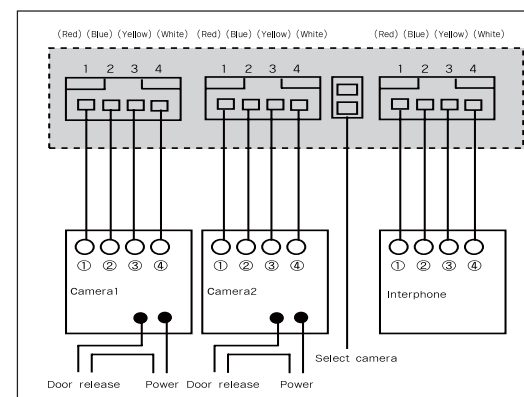 (Red) (Blue) (Yellow) (White) (Red) (Blue) (Yellow) (White) (Red) (Blue) (Yellow) (White)
1 2 3 4 1 2 3 4 1 2 3 4
① ② ③ ④ ① ② ③ ④ ① ② ③ ④
Camera1 Camera2 Interphone
Select camera
Door release Power Door release Power